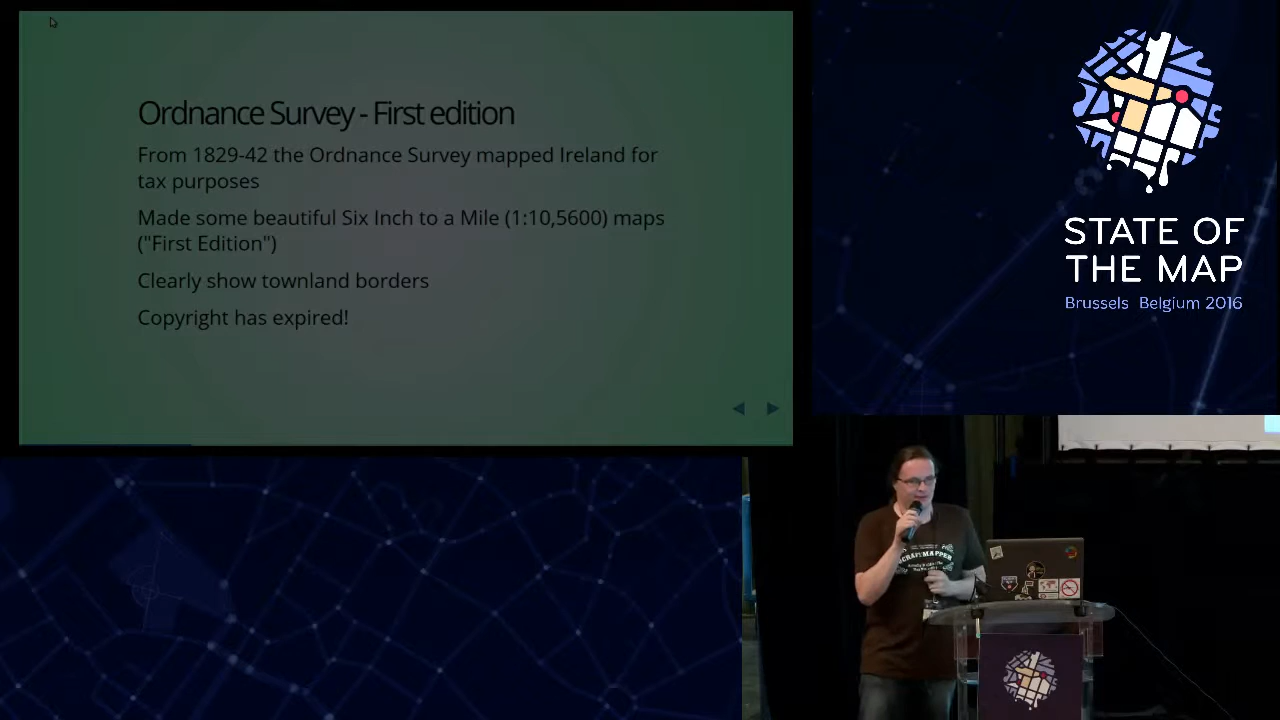 Ordnance Survey - First edition
From 1829-42 the Ordnance Survey mapped Ireland for
tax purposes
Made some beautiful Six Inch to a Mile (1:10,5600) maps
("First Edition")
Clearly show townland borders
Copyright has expired!
STATE OF
THE MAP
Brussels Belgium 2016